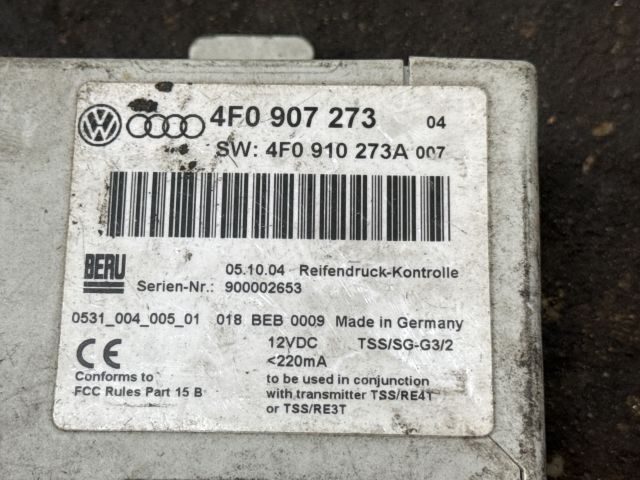 4F0 907 273 04
SW: 4F0 910 273A 007
BERU
05.10.04 Reifendruck-Kontrolle
Serien-Nr.: 900002653
0531_004_005_01 018 BEB 0009 Made in Germany
12VDC TSS/SG-G3/2
<220mA
CE
Conforms to
FCC Rules Part 15 B
to be used in conjunction
with transmitter TSS/RE4T
or TSS/RE3T